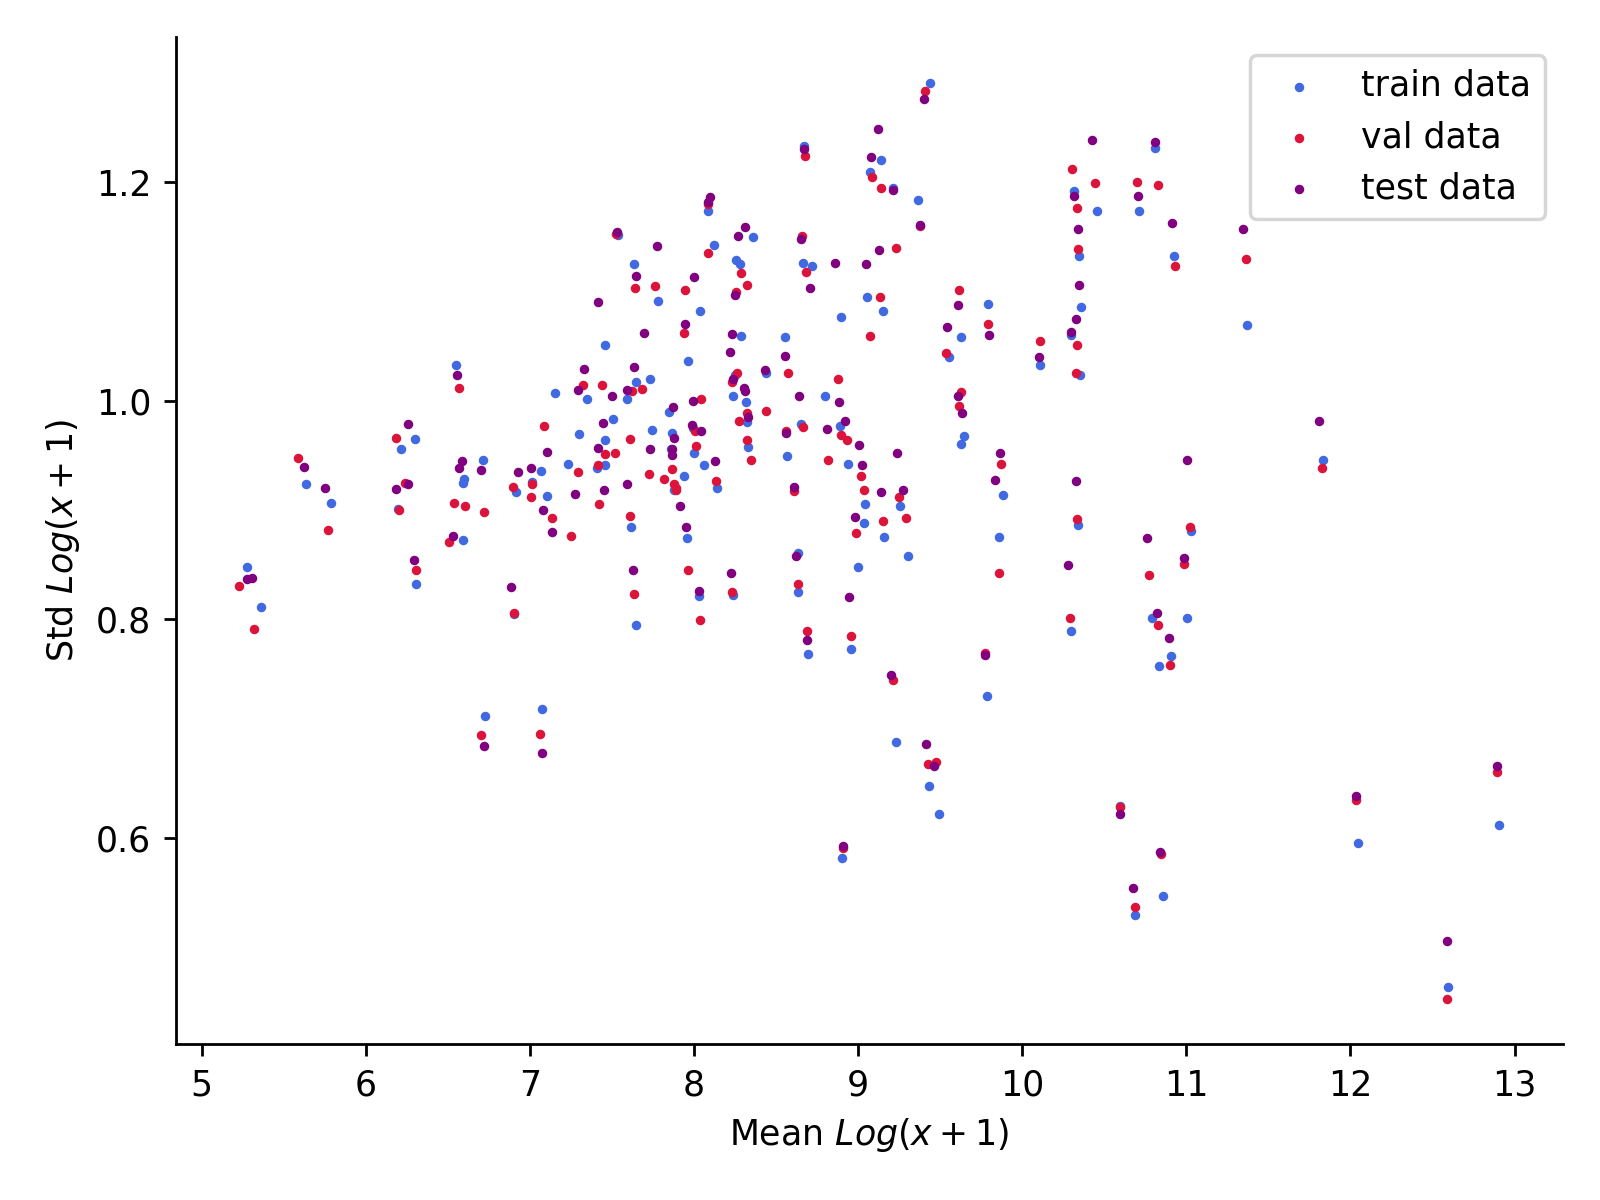 train data
val data
test data
1.2
1.0
0.8
0.6
Std Log(x + 1)
5 6 7 8 9 10 11 12 13
Mean Log(x + 1)